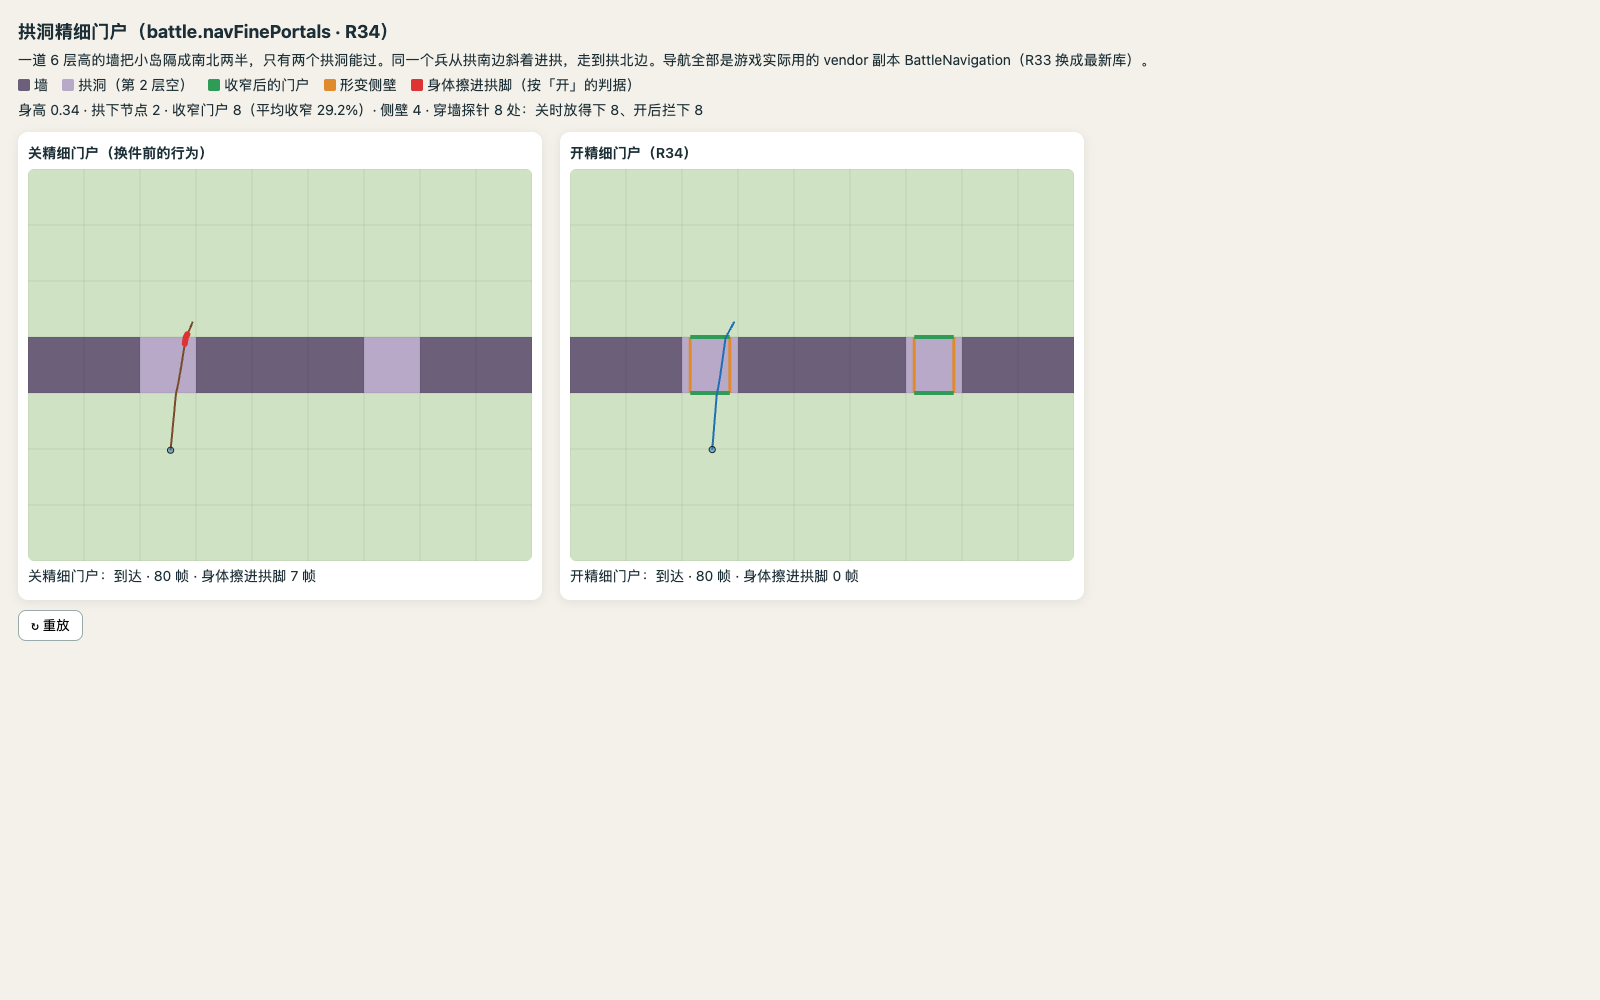 拱洞精细门户（battle.navFinePortals · R34）
一道 6 层高的墙把小岛隔成南北两半，只有两个拱洞能过。同一个兵从拱南边斜着进拱，走到拱北边。导航全部是游戏实际用的 vendor 副本 BattleNavigation（R33 换成最新库）。
墙 拱洞（第 2 层空） 收窄后的门户 形变侧壁 身体擦进拱脚（按「开」的判据）
身高 0.34 · 拱下节点 2 · 收窄门户 8（平均收窄 29.2%）· 侧壁 4 · 穿墙探针 8 处：关时放得下 8、开后拦下 8
关精细门户（换件前的行为）
开精细门户（R34）
关精细门户：到达 · 80 帧 · 身体擦进拱脚 7 帧
开精细门户：到达 · 80 帧 · 身体擦进拱脚 0 帧
↻ 重放